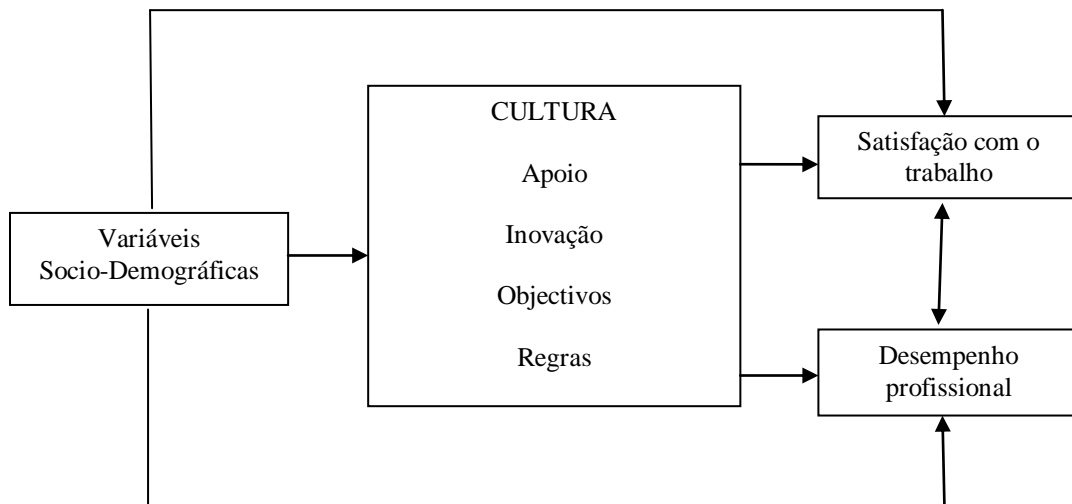 Variáveis
Socio-Demográficas
CULTURA
Apoio
Inovação
Objectivos
Regras
Satisfação com o
trabalho
Desempenho
profissional